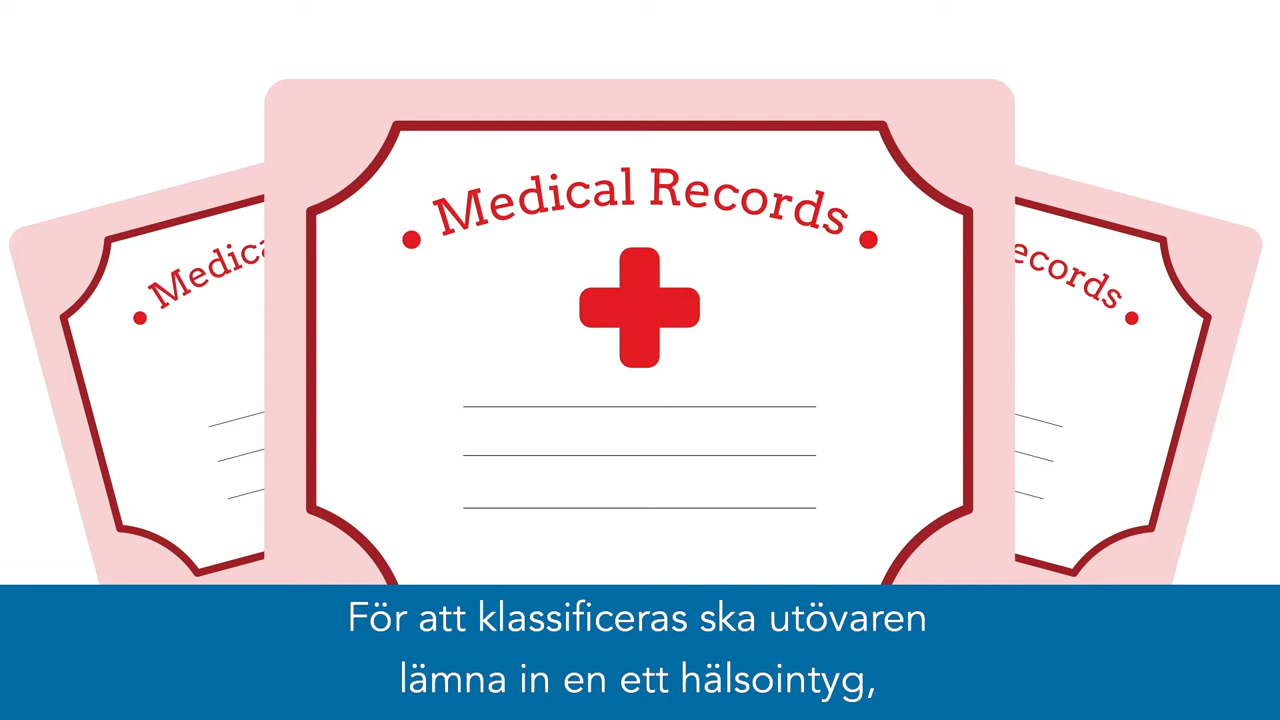 Medical Records
Medica
ecords
För att klassificeras ska utövaren
lämna in en ett hälsointyg,